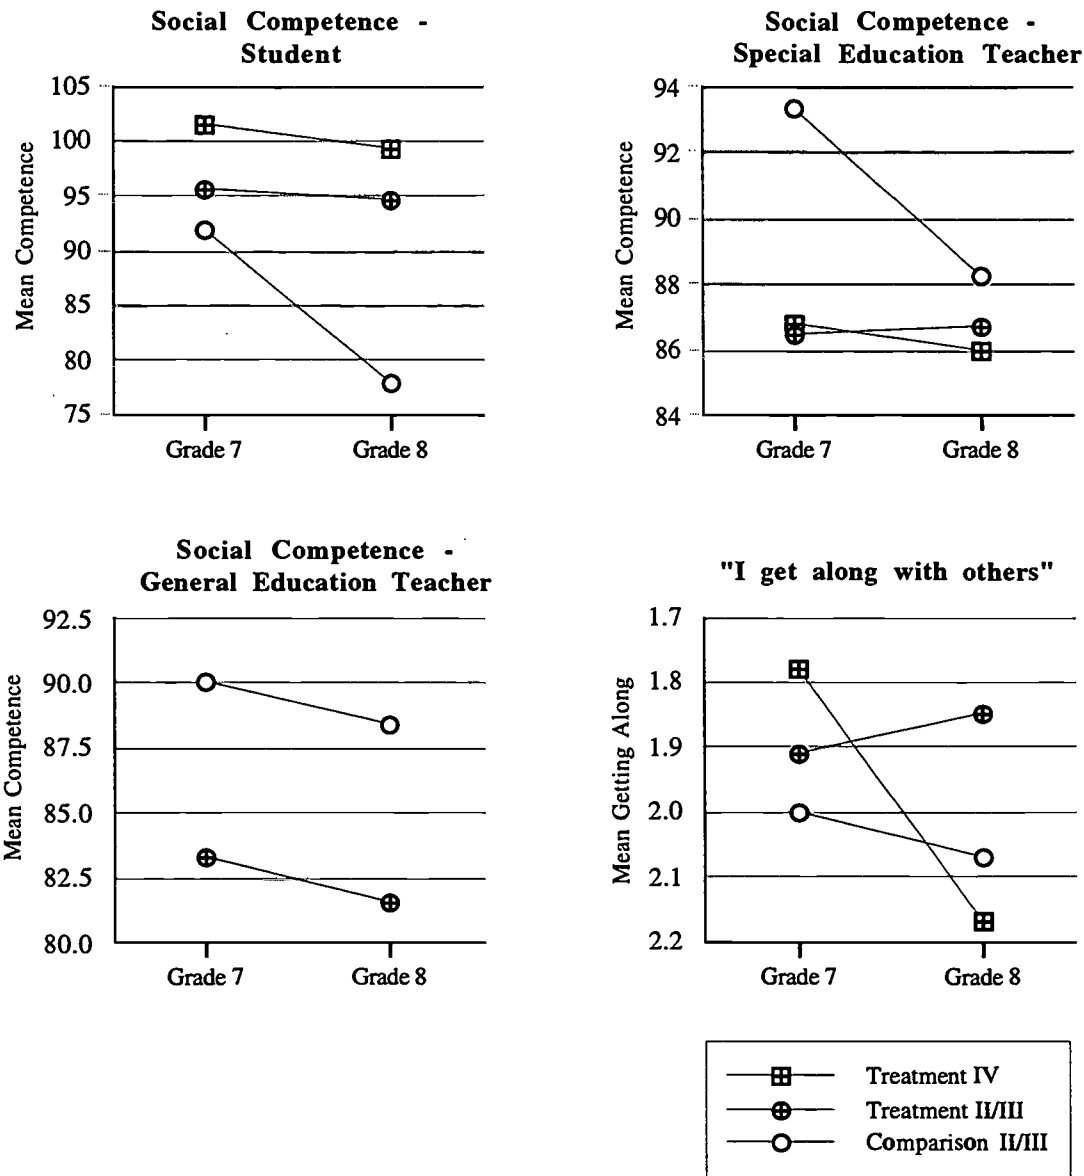 Social Competence -
Student
Mean Competence
105
100
95
90
85
80
75
Grade 7 Grade 8
Social Competence -
Special Education Teacher
Mean Competence
94
92
90
88
86
84
Grade 7 Grade 8
Social Competence -
General Education Teacher
Mean Competence
92.5
90.0
87.5
85.0
82.5
80.0
Grade 7 Grade 8
"I get along with others"
Mean Getting Along
1.7
1.8
1.9
2.0
2.1
2.2
Grade 7 Grade 8
Treatment IV
Treatment II/III
Comparison II/III